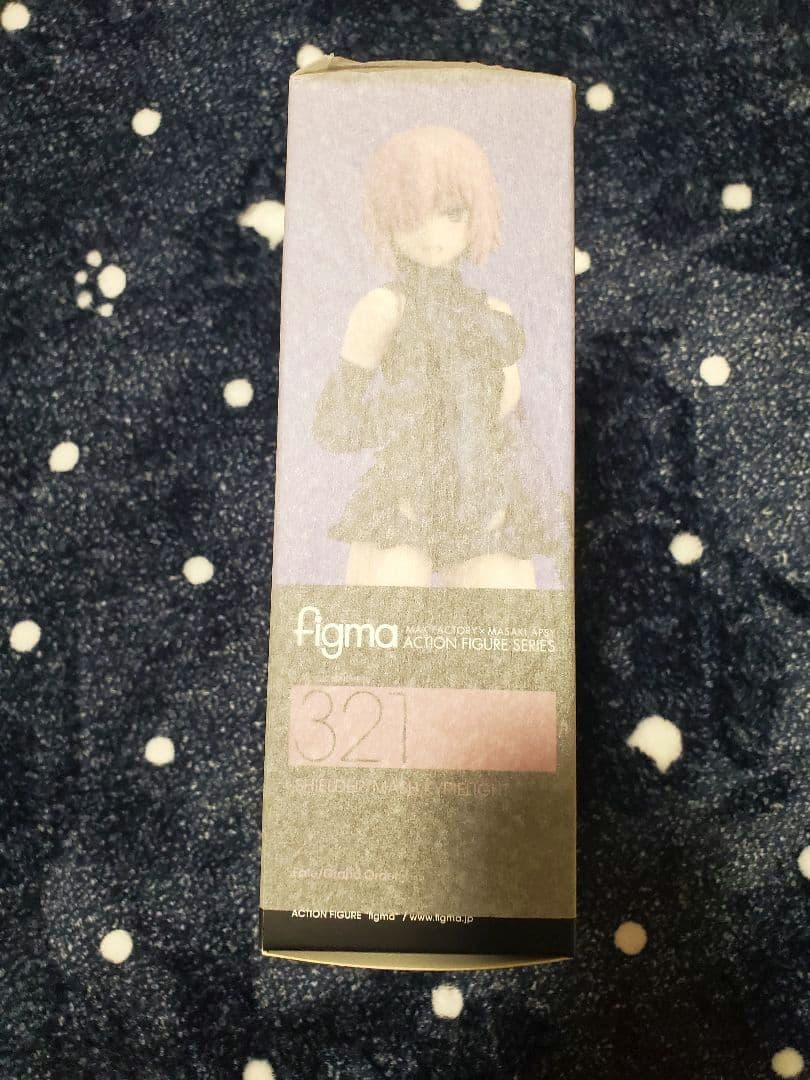 figma
MAX FACTORY × MASAKI APSY
ACTION FIGURE SERIES
321
SHIELDER/MASH KYRIELIGHT
Fate/Grand Order
ACTION FIGURE "figma" / www.figma.jp